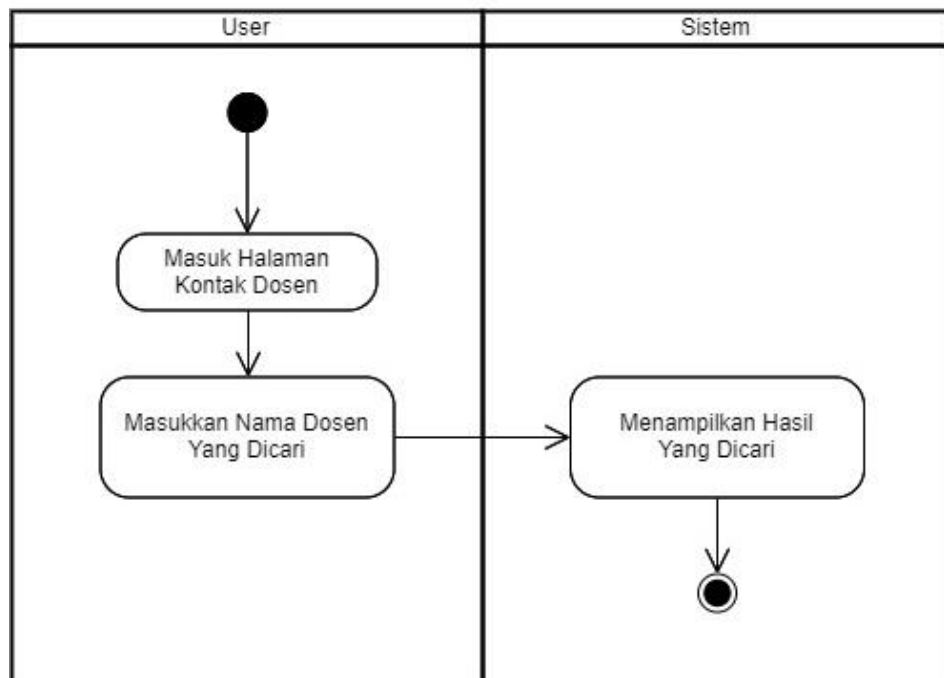 User
Sistem
Masuk Halaman
Kontak Dosen
Masukkan Nama Dosen
Yang Dicari
Menampilkan Hasil
Yang Dicari